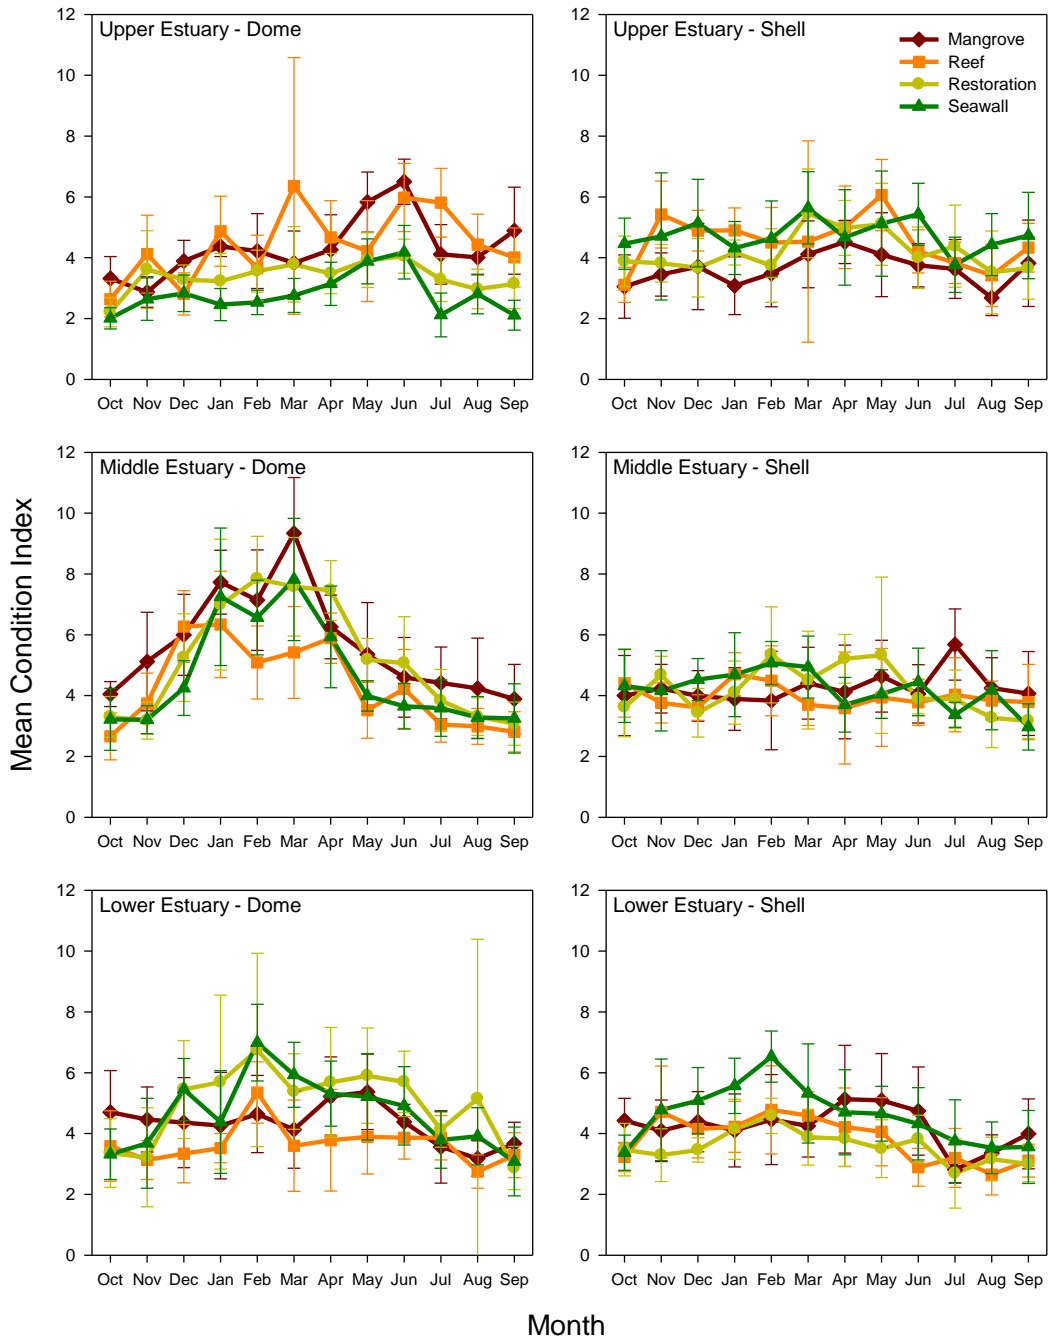 Upper Estuary - Dome
12
10
8
6
4
2
0
Oct Nov Dec Jan Feb Mar Apr May Jun Jul Aug Sep
Upper Estuary - Shell
Mangrove
Reef
Restoration
Seawall
12
10
8
6
4
2
0
Oct Nov Dec Jan Feb Mar Apr May Jun Jul Aug Sep
Mean Condition Index
Middle Estuary - Dome
12
10
8
6
4
2
0
Oct Nov Dec Jan Feb Mar Apr May Jun Jul Aug Sep
Middle Estuary - Shell
12
10
8
6
4
2
0
Oct Nov Dec Jan Feb Mar Apr May Jun Jul Aug Sep
Lower Estuary - Dome
12
10
8
6
4
2
0
Oct Nov Dec Jan Feb Mar Apr May Jun Jul Aug Sep
Lower Estuary - Shell
12
10
8
6
4
2
0
Oct Nov Dec Jan Feb Mar Apr May Jun Jul Aug Sep
Month